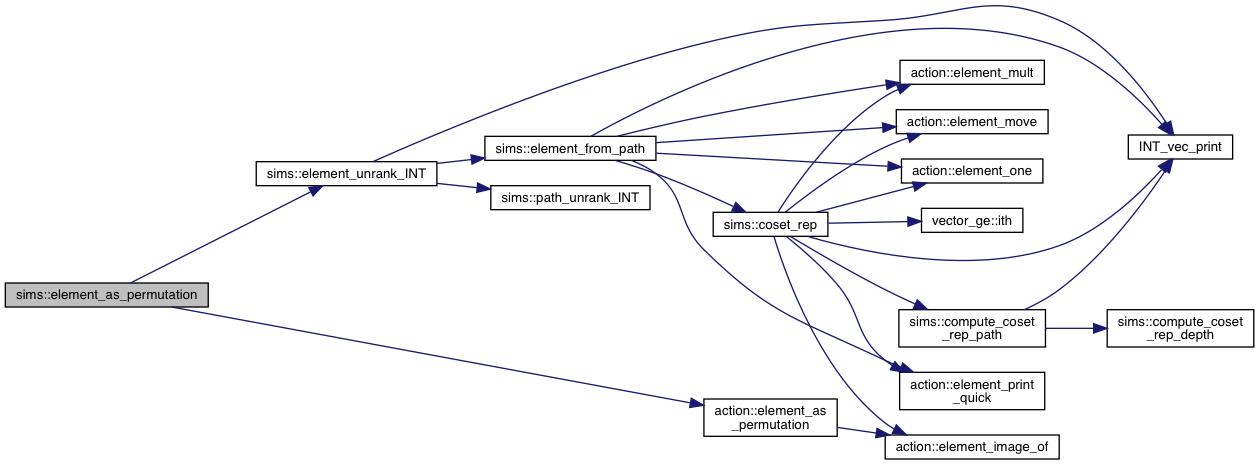 sims::element_as_permutation
sims::element_unrank_INT
sims::element_from_path
sims::path_unrank_INT
sims::coset_rep
action::element_mult
action::element_move
action::element_one
vector_ge::ith
INT_vec_print
sims::compute_coset
_rep_path
sims::compute_coset
_rep_depth
action::element_print
_quick
action::element_as
_permutation
action::element_image_of